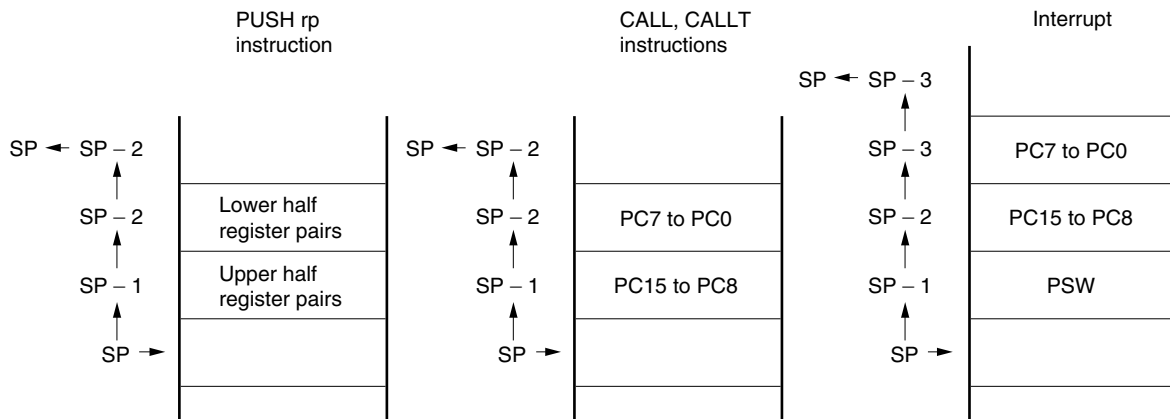 PUSH rp
instruction
SP
SP – 2
SP – 2
Lower half
register pairs
SP – 1
Upper half
register pairs
SP
CALL, CALLT
instructions
SP
SP – 2
SP – 2
PC7 to PC0
SP – 1
PC15 to PC8
SP
Interrupt
SP
SP – 3
SP – 3
PC7 to PC0
SP – 2
PC15 to PC8
SP – 1
PSW
SP